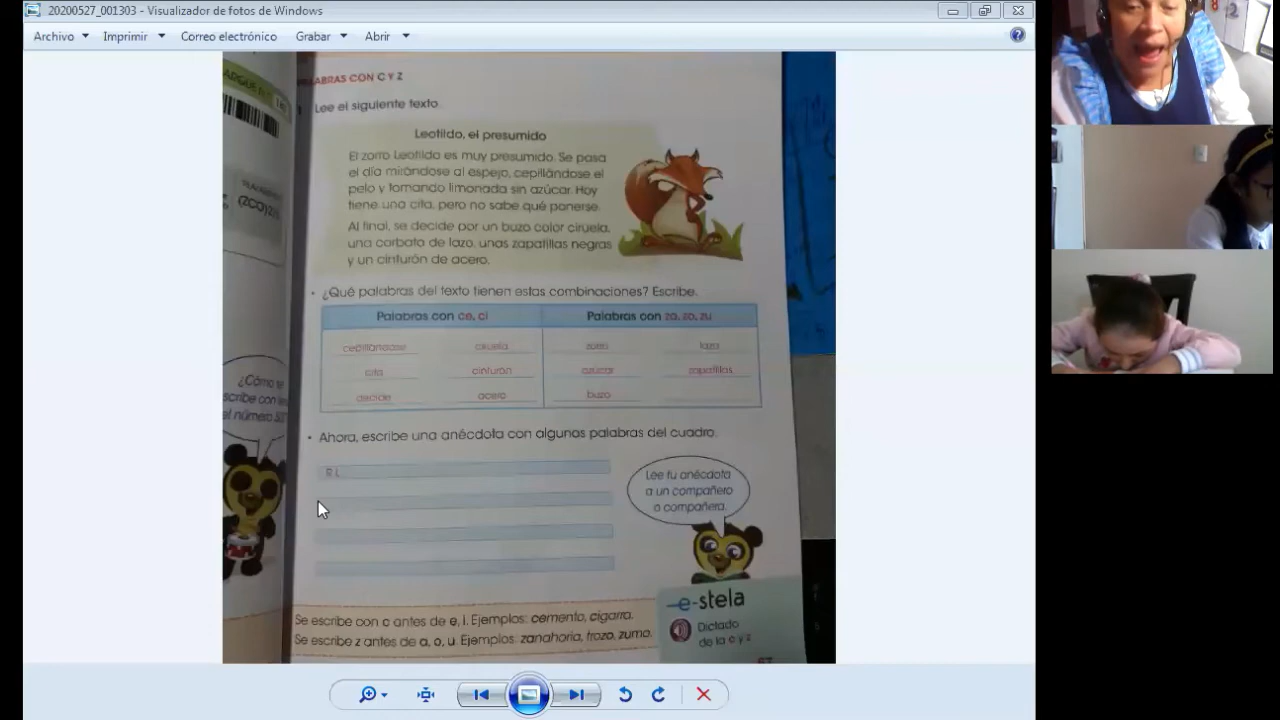 20200527_001303 - Visualizador de fotos de Windows
Archivo Imprimir Correo electrónico Grabar Abrir
PALABRAS CON C Y Z
Lee el siguiente texto
Leofildo, el presumido
El zorro Leofildo es muy presumido. Se pasa
el día mirándose al espejo, cepillándose el
pelo y tomando limonada sin azúcar. Hoy
tiene una cita, pero no sabe qué ponerse.
Al final, se decide por un buzo color ciruela,
una corbata de lazo, unas zapatillas negras
y un cinturón de acero.
• ¿Qué palabras del texto tienen estas combinaciones? Escribe.
Palabras con ce, ci Palabras con za, zo, zu
cepillándose ciruela zorro lazo
cita cinturón azúcar zapatillas
decide acero buzo
• Ahora, escribe una anécdota con algunas palabras del cuadro.
R. L.
Lee tu anécdota
a un compañero
o compañera.
¿Cómo se
escribe con
el número
Se escribe con c antes de e, i. Ejemplos: cemento, cigarra.
Se escribe z antes de a, o, u. Ejemplos: zanahoria, trozo, zumo.
e-stela
Dictado
de la c y z